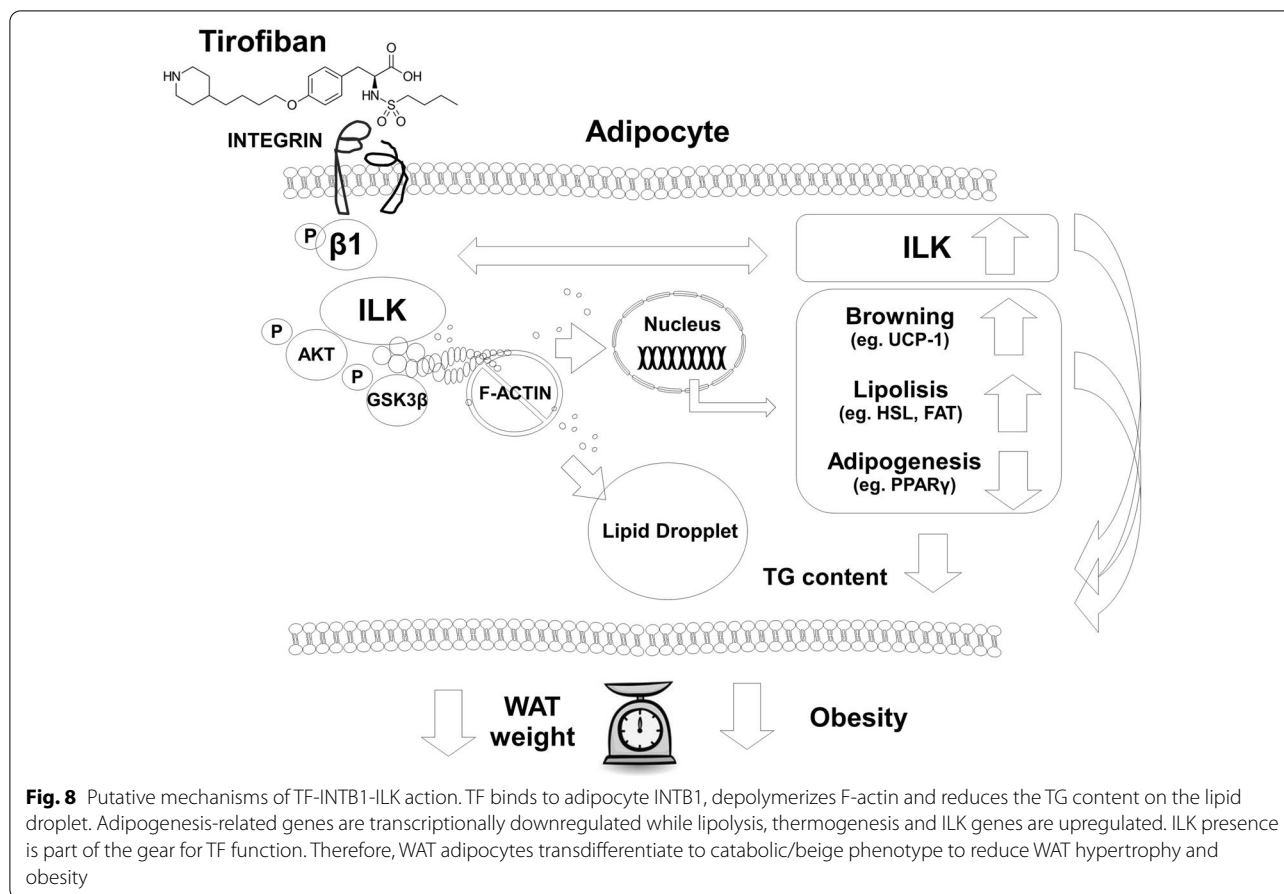 Tirofiban
O
HN
OH
O
HN
S
O
O
INTEGRIN
Adipocyte
P
β1
ILK
ILK
P
AKT
P
GSK3β
F-ACTIN
Nucleus
Browning
(eg. UCP-1)
Lipolisis
(eg. HSL, FAT)
Adipogenesis
(eg. PPARγ)
Lipid Dropplet
TG content
WAT
weight
Obesity
Fig. 8 Putative mechanisms of TF-INTB1-ILK action. TF binds to adipocyte INTB1, depolymerizes F-actin and reduces the TG content on the lipid
droplet. Adipogenesis-related genes are transcriptionally downregulated while lipolysis, thermogenesis and ILK genes are upregulated. ILK presence
is part of the gear for TF function. Therefore, WAT adipocytes transdifferentiate to catabolic/beige phenotype to reduce WAT hypertrophy and
obesity